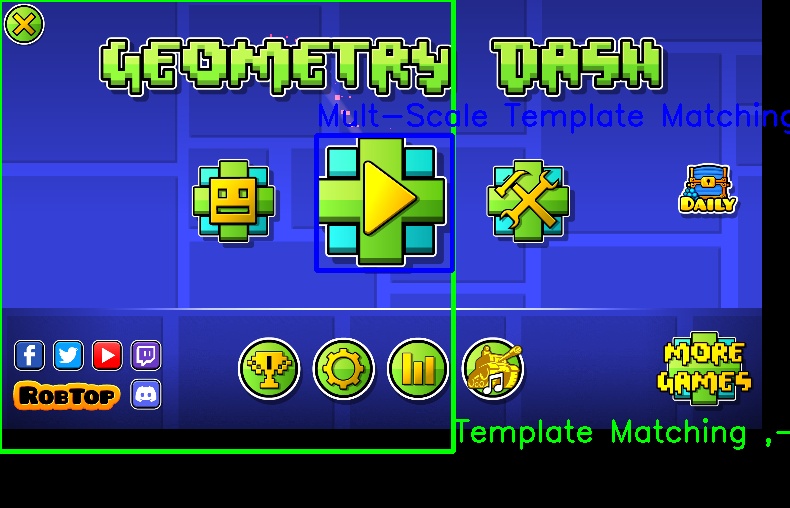 GEOMETRY DASH
Mult-Scale Template Matching
DAILY
f
ROBTOP
MORE
GAMES
Template Matching ,-